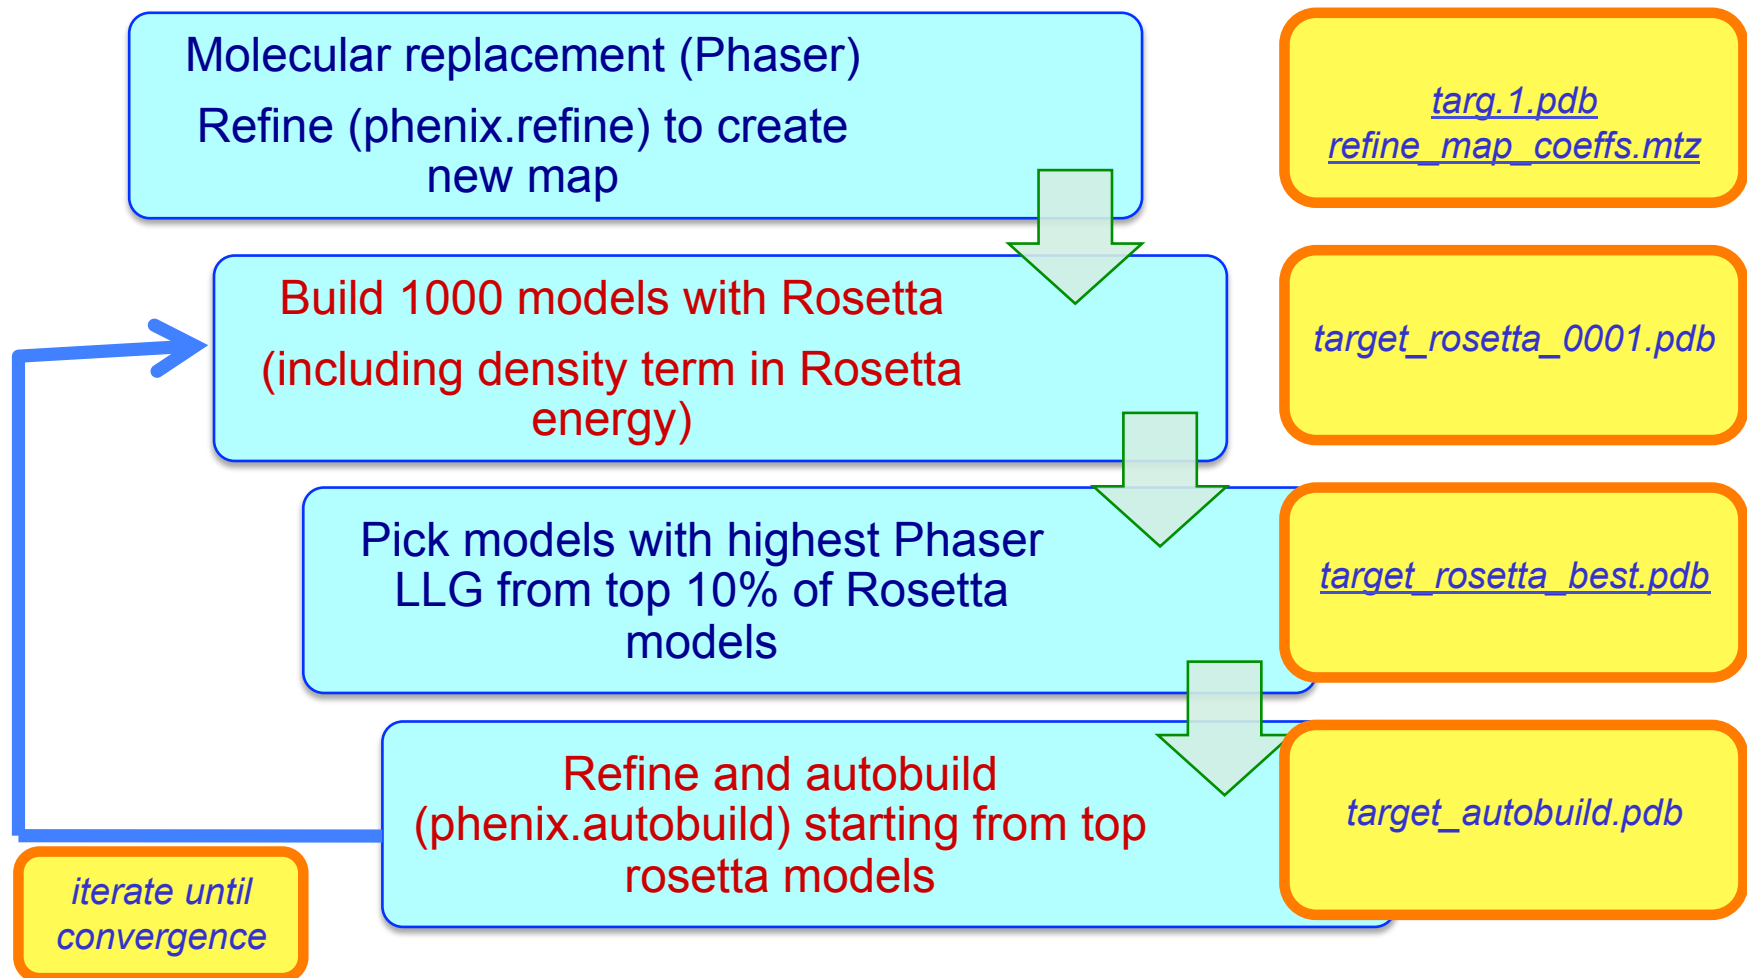 Molecular replacement (Phaser)
Refine (phenix.refine) to create
new map
targ.1.pdb
refine_map_coeffs.mtz
Build 1000 models with Rosetta
(including density term in Rosetta
energy)
target_rosetta_0001.pdb
Pick models with highest Phaser
LLG from top 10% of Rosetta
models
target_rosetta_best.pdb
Refine and autobuild
(phenix.autobuild) starting from top
rosetta models
target_autobuild.pdb
iterate until
convergence